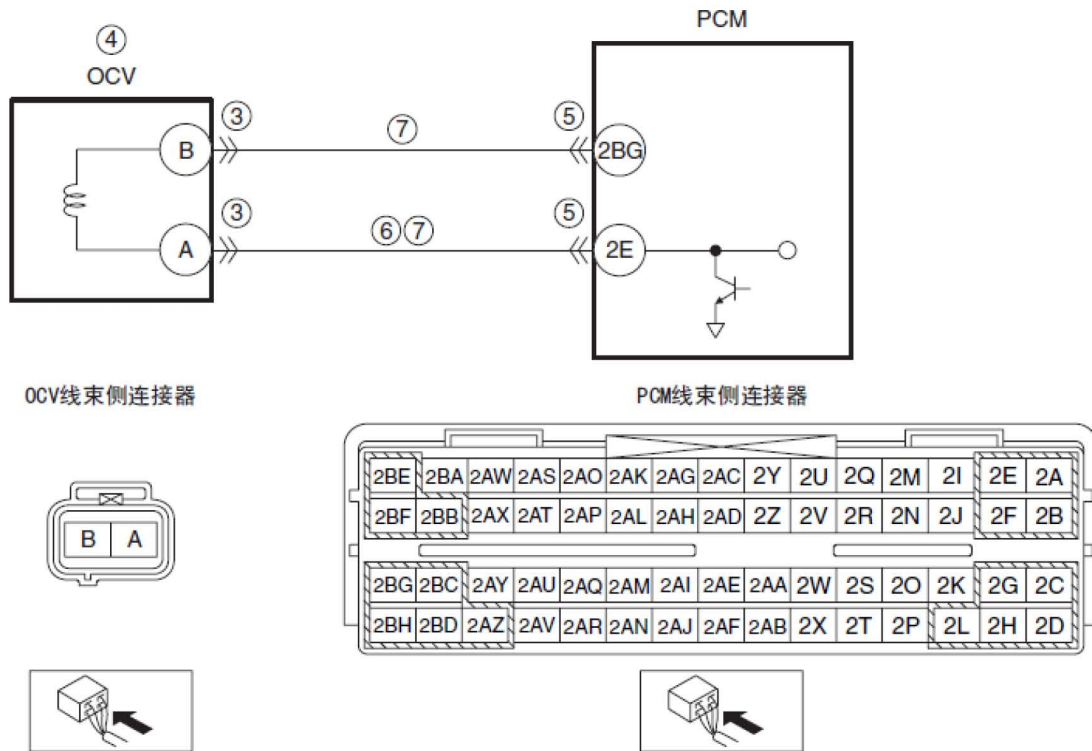 PCM
④
OCV
③ ⑦ ⑤
B 2BG
③ ⑥⑦ ⑤
A 2E
OCV线束侧连接器 PCM线束侧连接器
2BE 2BA 2AW 2AS 2AO 2AK 2AG 2AC 2Y 2U 2Q 2M 2I 2E 2A
2BF 2BB 2AX 2AT 2AP 2AL 2AH 2AD 2Z 2V 2R 2N 2J 2F 2B
B A
2BG 2BC 2AY 2AU 2AQ 2AM 2AI 2AE 2AA 2W 2S 2O 2K 2G 2C
2BH 2BD 2AZ 2AV 2AR 2AN 2AJ 2AF 2AB 2X 2T 2P 2L 2H 2D